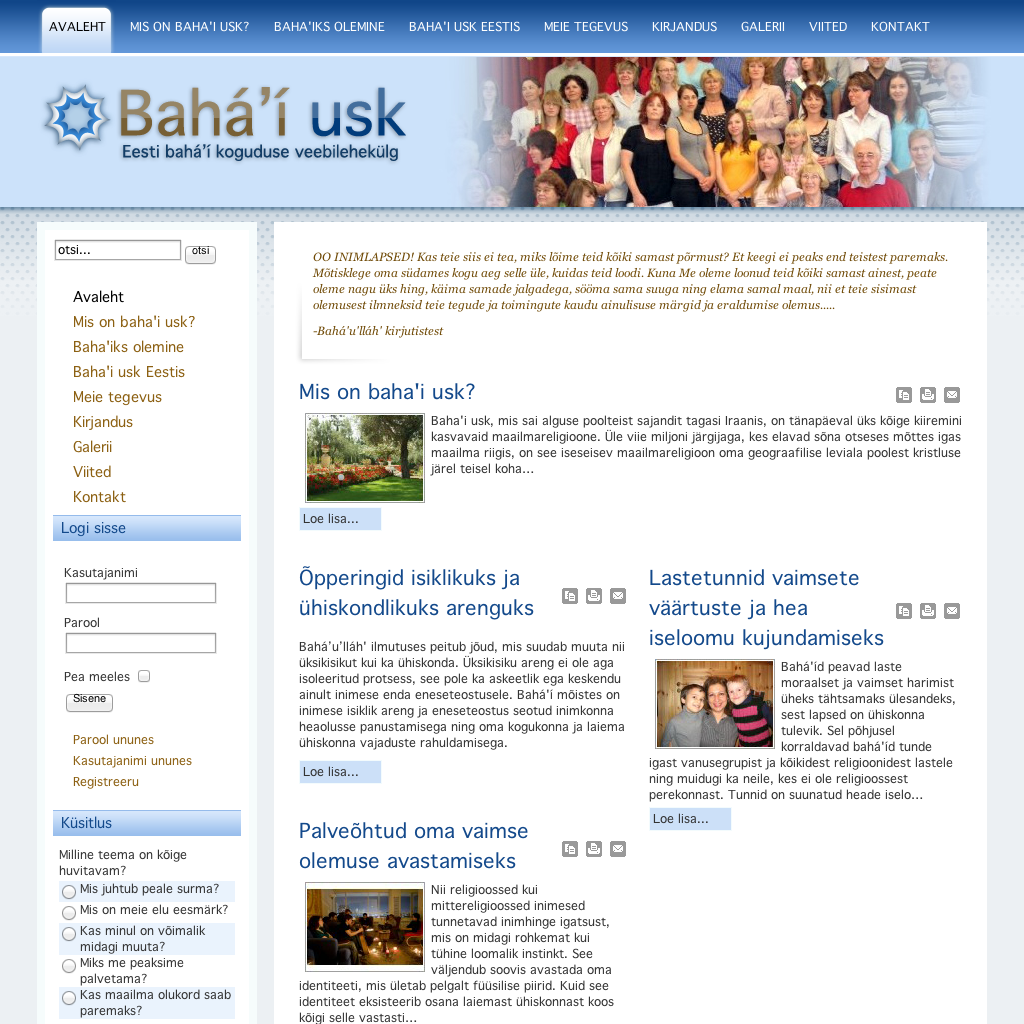 AVALEHT MIS ON BAHA'I USK? BAHA'IKS OLEMINE BAHA'I USK EESTIS MEIE TEGEVUS KIRJANDUS GALERII VIITED KONTAKT
Bahá'í usk
Eesti bahá'í koguduse veebilehekülg
otsi... otsi
Avaleht
Mis on baha'i usk?
Baha'iks olemine
Baha'i usk Eestis
Meie tegevus
Kirjandus
Galerii
Viited
Kontakt
Logi sisse
Kasutajanimi
Parool
Pea meeles
Sisene
Parool ununes
Kasutajanimi ununes
Registreeru
Küsitlus
Milline teema on kõige
huvitavam?
Mis juhtub peale surma?
Mis on meie elu eesmärk?
Kas minul on võimalik
midagi muuta?
Miks me peaksime
palvetama?
Kas maailma olukord saab
paremaks?
OO INIMLAPSED! Kas teie siis ei tea, miks lõime teid kõiki samast põrmust? Et keegi ei peaks end teistest paremaks.
Mõtisklege oma südames kogu aeg selle üle, kuidas teid loodi. Kuna Me oleme loonud teid kõiki samast ainest, peate
oleme nagu üks hing, käima samade jalgadega, sööma sama suuga ning elama samal maal, nii et teie sisimast
olemusest ilmneksid teie tegude ja toimingute kaudu ainulisuse märgid ja eraldumise olemus.....
-Bahá'u'lláh' kirjutistest
Mis on baha'i usk?
Baha'i usk, mis sai alguse poolteist sajandit tagasi Iraanis, on tänapäeval üks kõige kiiremini
kasvavaid maailmareligioone. Üle viie miljoni järgijaga, kes elavad sõna otseses mõttes igas
maailma riigis, on see iseseisev maailmareligioon oma geograafilise leviala poolest kristluse
järel teisel koha...
Loe lisa...
Õpperingid isiklikuks ja
ühiskondlikuks arenguks
Bahá'u'lláh' ilmutuses peitub jõud, mis suudab muuta nii
üksikisikut kui ka ühiskonda. Üksikisiku areng ei ole aga
isoleeritud protsess, see pole ka askeetlik ega keskendu
ainult inimese enda eneseteostusele. Bahá'í mõistes on
inimese isiklik areng ja eneseteostus seotud inimkonna
heaolusse panustamisega ning oma kogukonna ja laiema
ühiskonna vajaduste rahuldamisega.
Loe lisa...
Lastetunnid vaimsete
väärtuste ja hea
iseloomu kujundamiseks
Bahá'íd peavad laste
moraalset ja vaimset harimist
üheks tähtsamaks ülesandeks,
sest lapsed on ühiskonna
tulevik. Sel põhjusel
korraldavad bahá'íd tunde
igast vanusegrupist ja kõikidest religioonidest lastele
ning muidugi ka neile, kes ei ole religioossest
perekonnast. Tunnid on suunatud heade iselo...
Loe lisa...
Palveõhtud oma vaimse
olemuse avastamiseks
Nii religioossed kui
mittereligioossed inimesed
tunnetavad inimhinge igatsust,
mis on midagi rohkemat kui
tühine loomalik instinkt. See
väljendub soovis avastada oma
identiteeti, mis ületab pelgalt füüsilise piirid. Kuid see
identiteet eksisteerib osana laiemast ühiskonnast koos
kõigi selle vastasti...